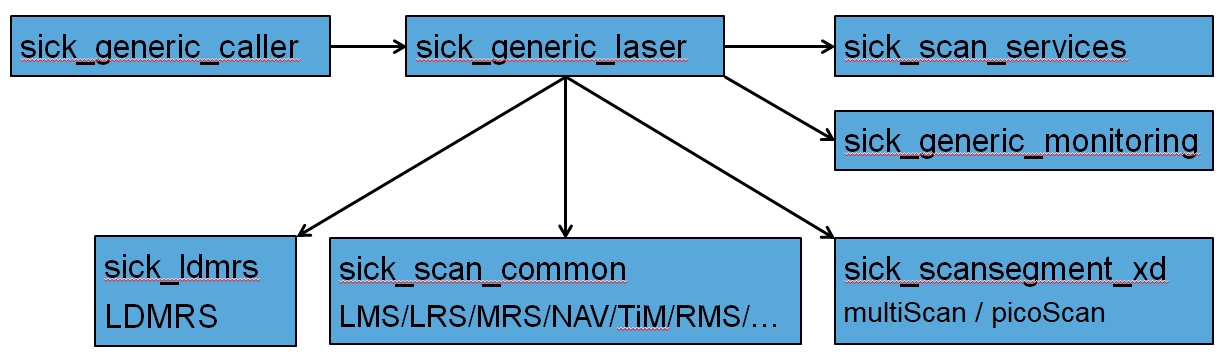 sick_generic_caller
sick_generic_laser
sick_scan_services
sick_generic_monitoring
sick_ldmrs
LDMRS
sick_scan_common
LMS/LRS/MRS/NAV/TiM/RMS/...
sick_scansegment_xd
multiScan / picoScan